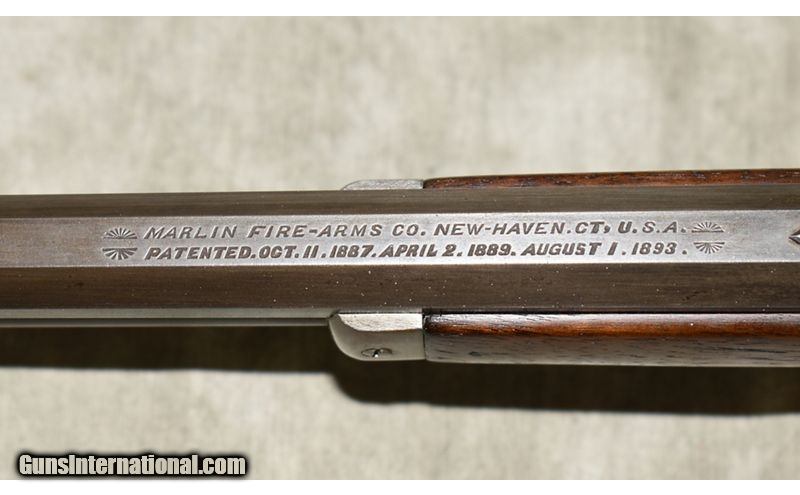 MARLIN FIRE-ARMS CO. NEW-HAVEN.CT, U.S.A.
PATENTED.OCT.11.1887.APRIL 2.1889.AUGUST 1.1893.
GunsInternational.com